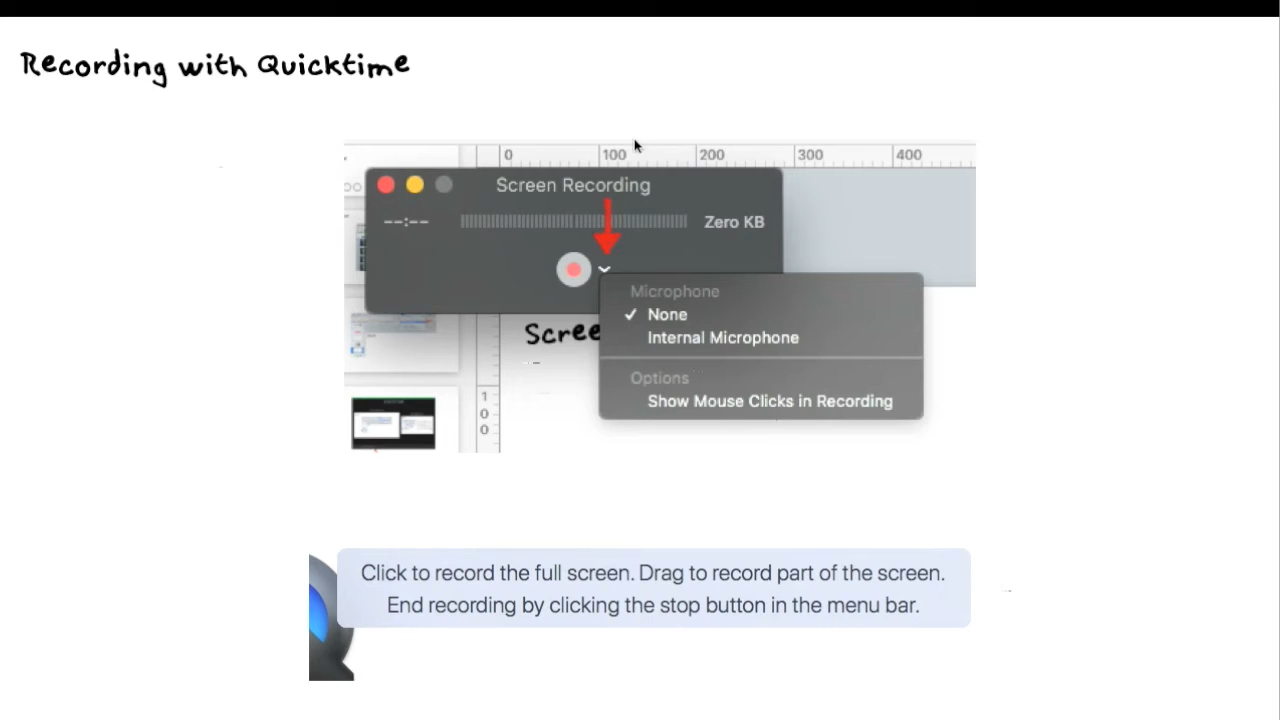 Recording with Quicktime
0 100 200 300 400
Screen Recording
--:-- Zero KB
Microphone
✓ None
Internal Microphone
Scree
Options
Show Mouse Clicks in Recording
1
0
0
Click to record the full screen. Drag to record part of the screen.
End recording by clicking the stop button in the menu bar.